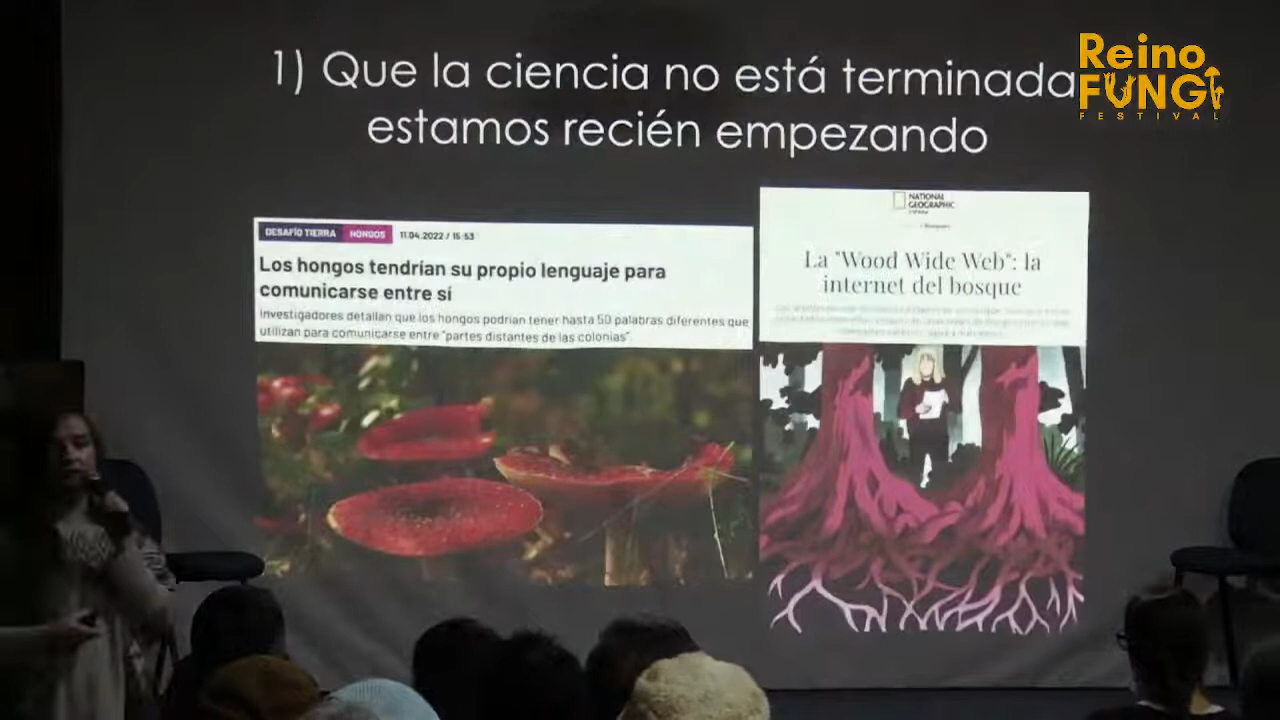 1) Que la ciencia no está terminada
estamos recién empezando
Reino
FUNGI
FESTIVAL
DESAFÍO TIERRA HONGOS 11.04.2022 / 15:53
Los hongos tendrían su propio lenguaje para
comunicarse entre sí
Investigadores detallan que los hongos podrían tener hasta 50 palabras diferentes que
utilizan para comunicarse entre "partes distantes de las colonias".
NATIONAL
GEOGRAPHIC
La "Wood Wide Web": la
internet del bosque